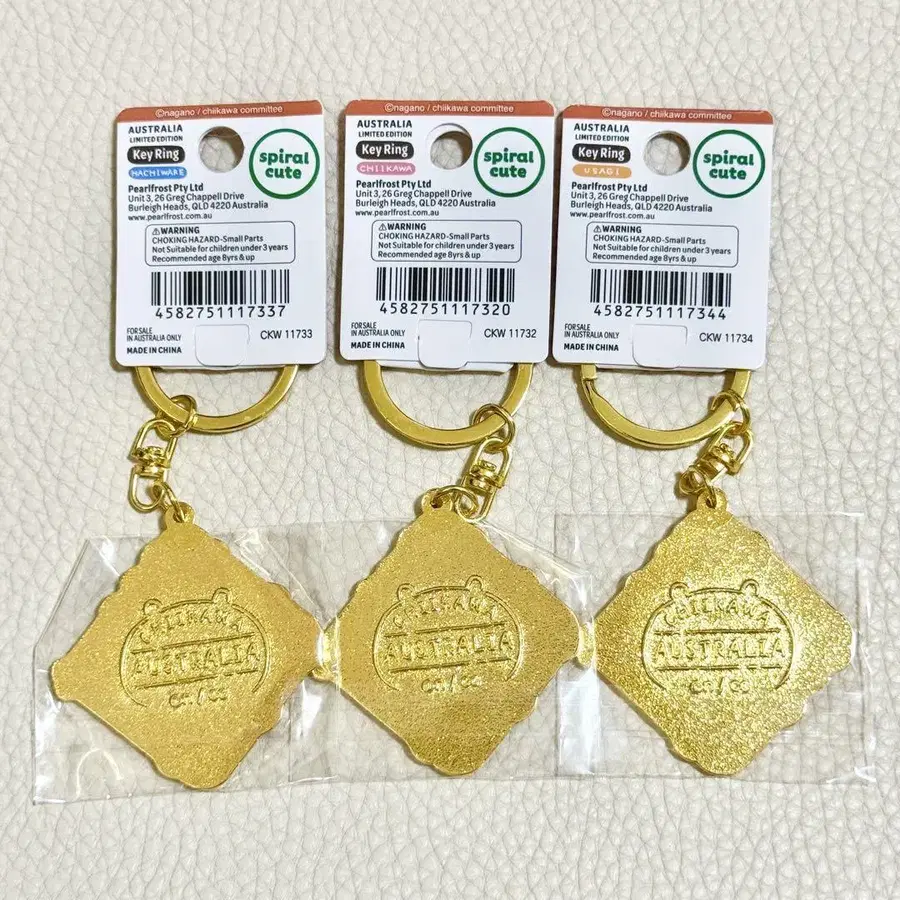 ©nagano / chiikawa committee
AUSTRALIA
LIMITED EDITION
Key Ring
HACHIWARE
spiral
cute
Pearlfrost Pty Ltd
Unit 3, 26 Greg Chappell Drive
Burleigh Heads, QLD 4220 Australia
www.pearlfrost.com.au
⚠WARNING
CHOKING HAZARD-Small Parts
Not Suitable for children under 3 years
Recommended age 8yrs & up
4582751117337
FOR SALE
IN AUSTRALIA ONLY
CKW 11733
MADE IN CHINA
©nagano / chiikawa committee
AUSTRALIA
LIMITED EDITION
Key Ring
CHIIKAWA
spiral
cute
Pearlfrost Pty Ltd
Unit 3, 26 Greg Chappell Drive
Burleigh Heads, QLD 4220 Australia
www.pearlfrost.com.au
⚠WARNING
CHOKING HAZARD-Small Parts
Not Suitable for children under 3 years
Recommended age 8yrs & up
4582751117320
FOR SALE
IN AUSTRALIA ONLY
CKW 11732
MADE IN CHINA
©nagano / chiikawa committee
AUSTRALIA
LIMITED EDITION
Key Ring
USAGI
spiral
cute
Pearlfrost Pty Ltd
Unit 3, 26 Greg Chappell Drive
Burleigh Heads, QLD 4220 Australia
www.pearlfrost.com.au
⚠WARNING
CHOKING HAZARD-Small Parts
Not Suitable for children under 3 years
Recommended age 8yrs & up
4582751117344
FOR SALE
IN AUSTRALIA ONLY
CKW 11734
MADE IN CHINA
CHIIKAWA
AUSTRALIA
CHIIKAWA
AUSTRALIA
CHIIKAWA
AUSTRALIA